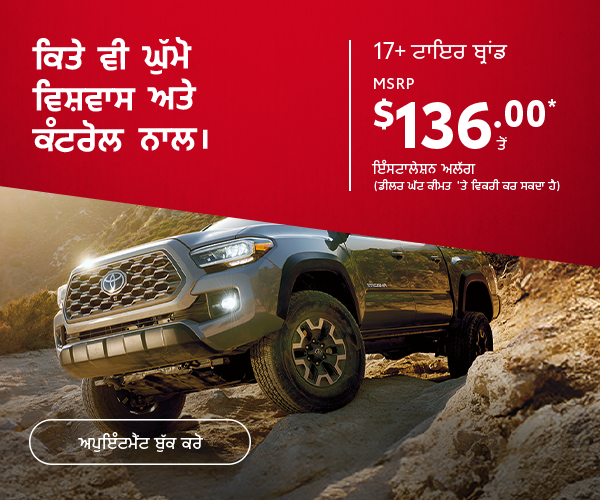 ਕਿਤੇ ਵੀ ਘੁੱਮੋ
ਵਿਸ਼ਵਾਸ ਅਤੇ
ਕੰਟਰੋਲ ਨਾਲ।
17+ ਟਾਇਰ ਬ੍ਰਾਂਡ
MSRP
$136.00*
ਤੋਂ
ਇੰਸਟਾਲੇਸ਼ਨ ਅਲੱਗ
(ਡੀਲਰ ਘੱਟ ਕੀਮਤ 'ਤੇ ਵਿਕਰੀ ਕਰ ਸਕਦਾ ਹੈ)
ਅਪੁਇੰਟਮੈਂਟ ਬੁੱਕ ਕਰੋ